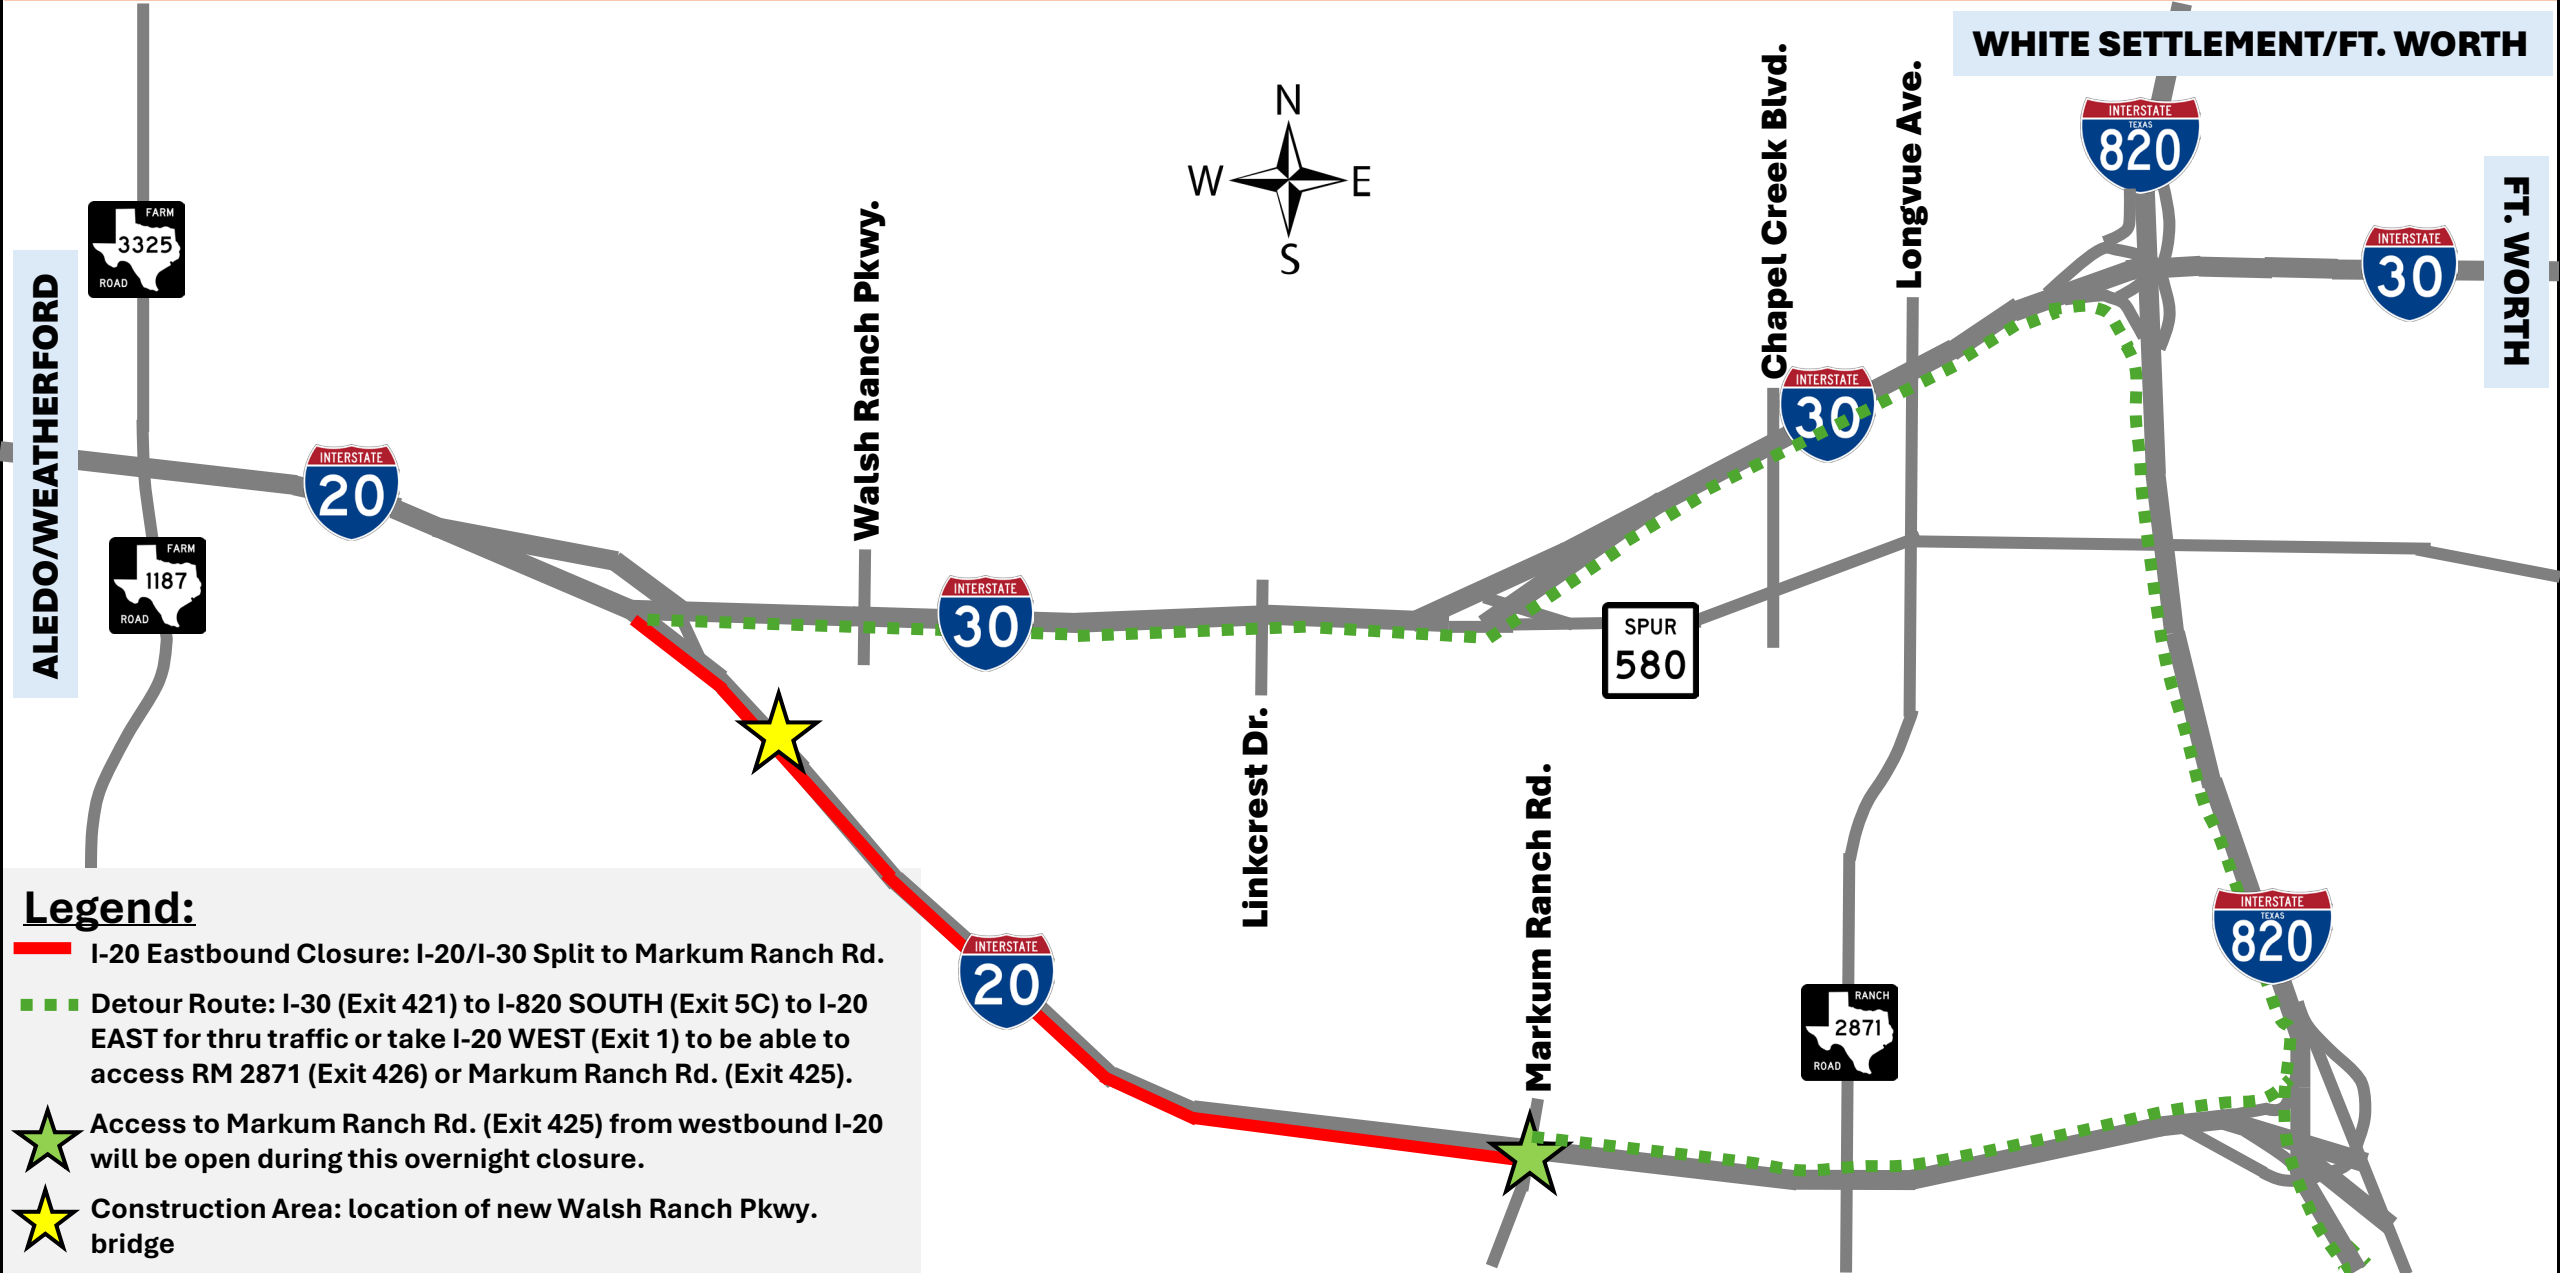 WHITE SETTLEMENT/FT. WORTH
INTERSTATE
TEXAS
820
N
W
E
S
Chapel Creek Blvd.
Longvue Ave.
FARM
3325
ROAD
Walsh Ranch Pkwy.
INTERSTATE
30
FT. WORTH
ALEDO/WEATHERFORD
INTERSTATE
20
INTERSTATE
30
FARM
1187
ROAD
INTERSTATE
30
SPUR
580
Linkcrest Dr.
Markum Ranch Rd.
INTERSTATE
TEXAS
820
INTERSTATE
20
RANCH
2871
ROAD
Legend:
I-20 Eastbound Closure: I-20/I-30 Split to Markum Ranch Rd.
Detour Route: I-30 (Exit 421) to I-820 SOUTH (Exit 5C) to I-20
EAST for thru traffic or take I-20 WEST (Exit 1) to be able to
access RM 2871 (Exit 426) or Markum Ranch Rd. (Exit 425).
Access to Markum Ranch Rd. (Exit 425) from westbound I-20
will be open during this overnight closure.
Construction Area: location of new Walsh Ranch Pkwy.
bridge